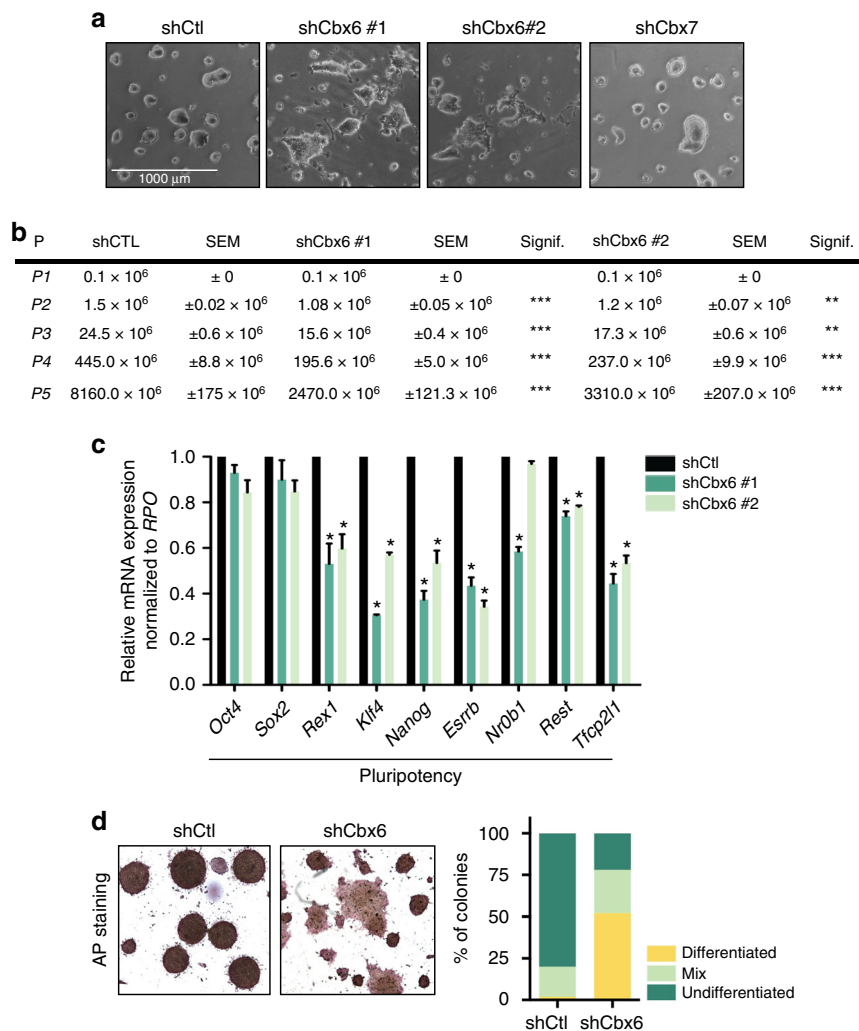 a
shCtl shCbx6 #1 shCbx6#2 shCbx7
1000 µm
b
P shCTL SEM shCbx6 #1 SEM Signif. shCbx6 #2 SEM Signif.
P1 0.1 × 10⁶ ± 0 0.1 × 10⁶ ± 0 0.1 × 10⁶ ± 0
P2 1.5 × 10⁶ ±0.02 × 10⁶ 1.08 × 10⁶ ±0.05 × 10⁶ *** 1.2 × 10⁶ ±0.07 × 10⁶ **
P3 24.5 × 10⁶ ±0.6 × 10⁶ 15.6 × 10⁶ ±0.4 × 10⁶ *** 17.3 × 10⁶ ±0.6 × 10⁶ **
P4 445.0 × 10⁶ ±8.8 × 10⁶ 195.6 × 10⁶ ±5.0 × 10⁶ *** 237.0 × 10⁶ ±9.9 × 10⁶ ***
P5 8160.0 × 10⁶ ±175 × 10⁶ 2470.0 × 10⁶ ±121.3 × 10⁶ *** 3310.0 × 10⁶ ±207.0 × 10⁶ ***
c
Relative mRNA expression
normalized to RPO
1.0
0.8
0.6
0.4
0.2
0.0
* * * * * * * * * * * * *
shCtl
shCbx6 #1
shCbx6 #2
Oct4 Sox2 Rex1 Klf4 Nanog Esrrb Nr0b1 Rest Tfcp2l1
Pluripotency
d
shCtl shCbx6
AP staining
% of colonies
100
75
50
25
0
shCtl shCbx6
Differentiated
Mix
Undifferentiated